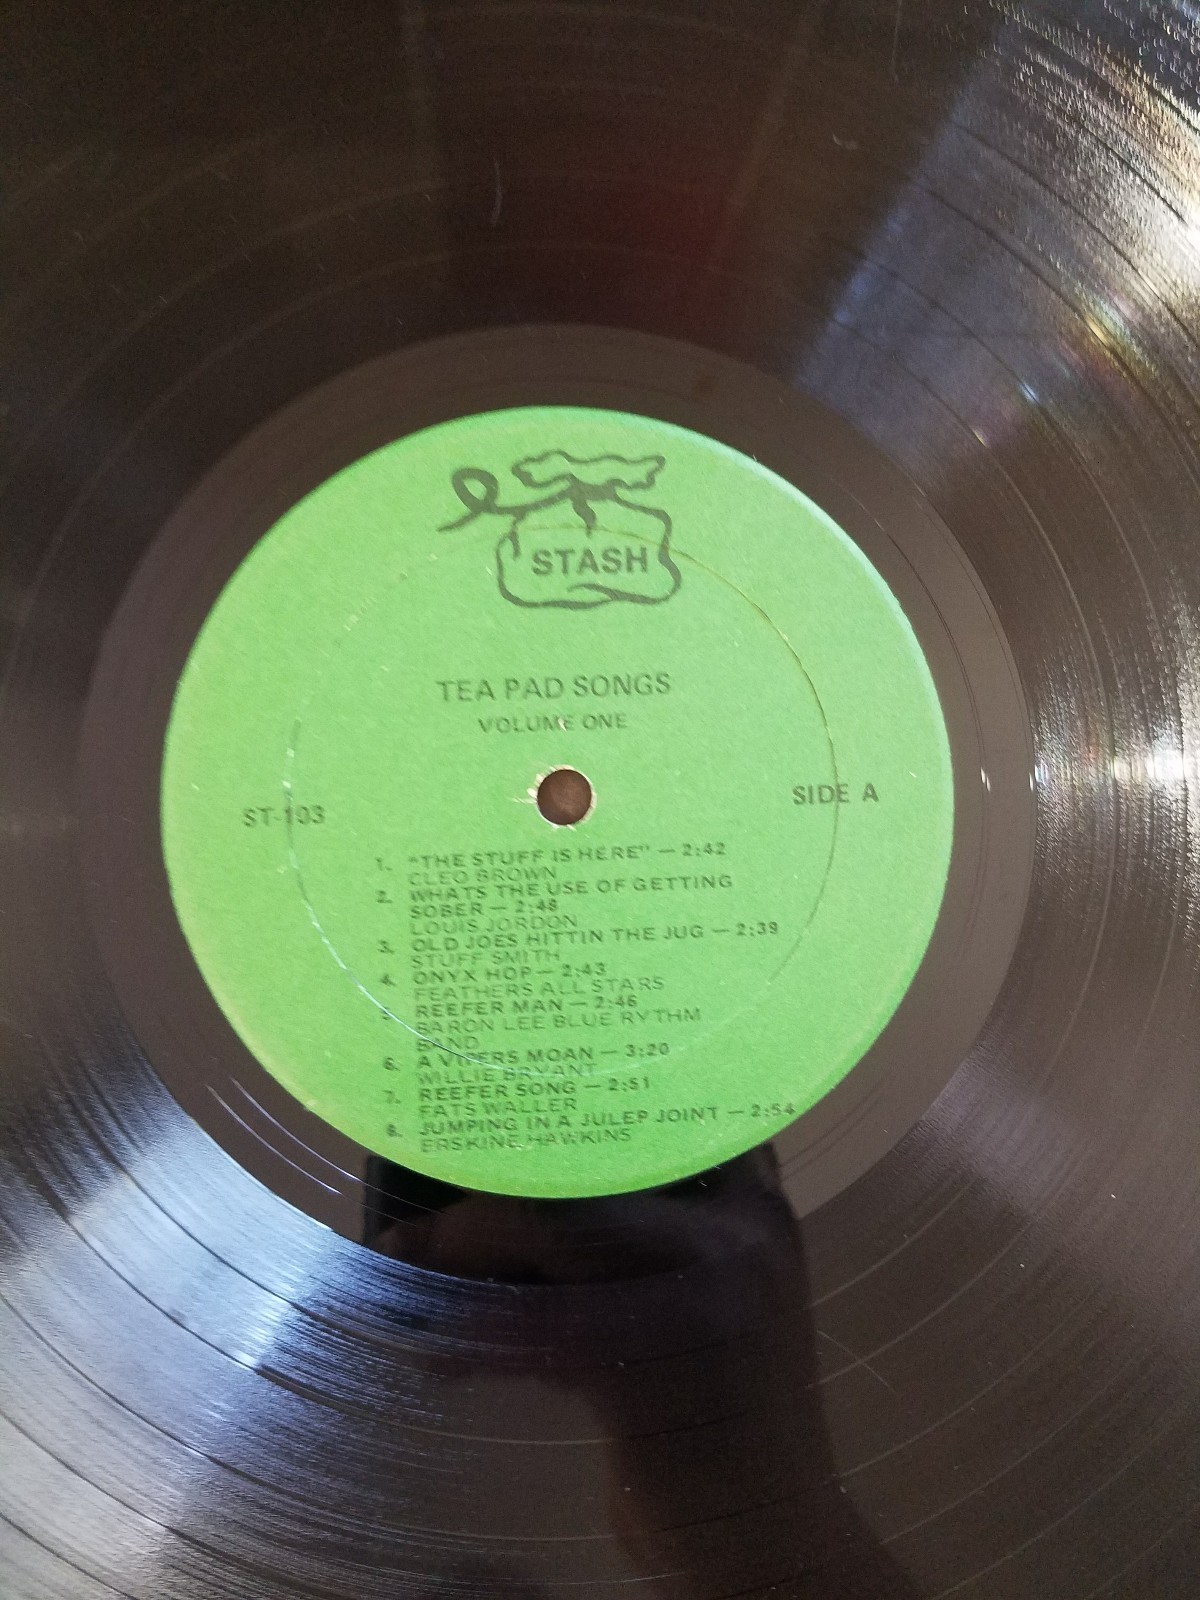 STASH
TEA PAD SONGS
VOLUME ONE
ST-103
SIDE A
1. "THE STUFF IS HERE" — 2:42
CLEO BROWN
2. WHATS THE USE OF GETTING
SOBER — 2:48
LOUIS JORDON
3. OLD JOES HITTIN THE JUG — 2:39
STUFF SMITH
4. ONYX HOP — 2:43
FEATHERS ALL STARS
5. REEFER MAN — 2:46
BARON LEE BLUE RYTHM
BAND
6. A VIPERS MOAN — 3:20
WILLIE BRYANT
7. REEFER SONG — 2:51
FATS WALLER
8. JUMPING IN A JULEP JOINT — 2:54
ERSKINE HAWKINS